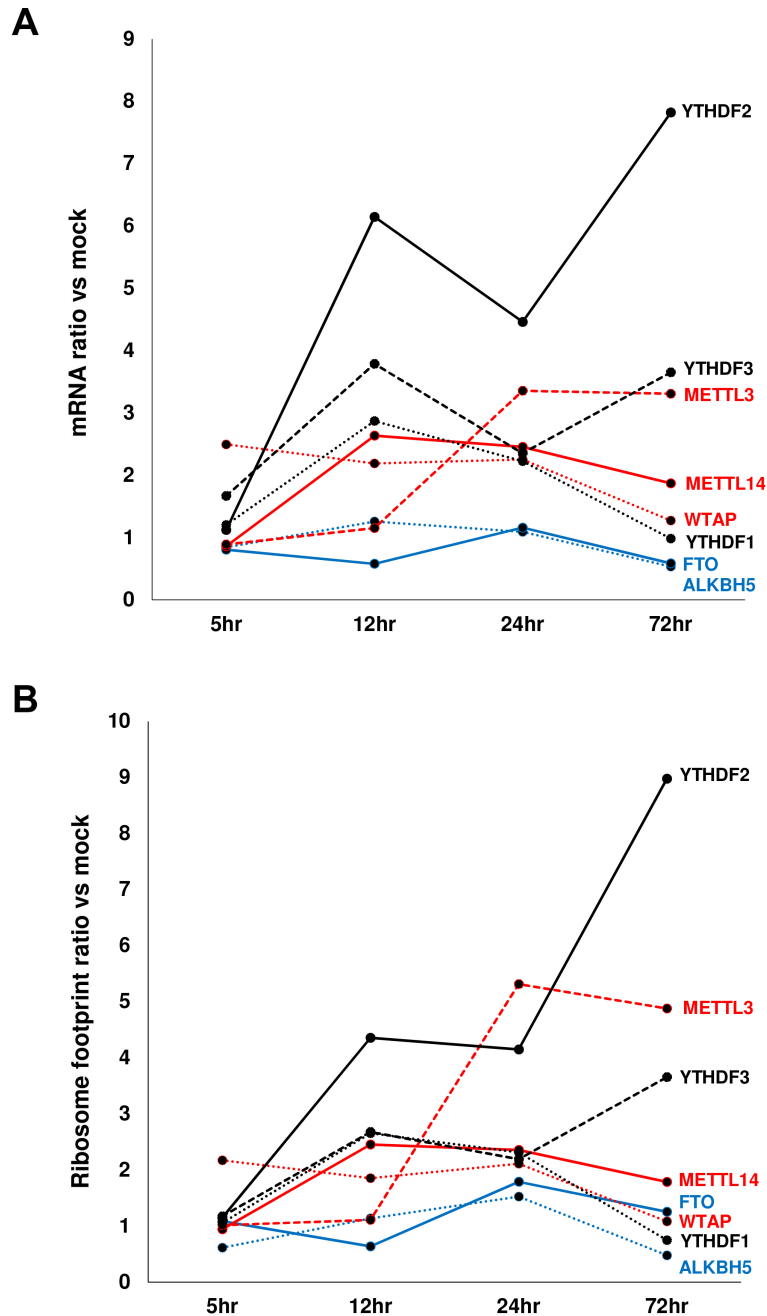 A
9
8
7
6
5
4
3
2
1
0
mRNA ratio vs mock
5hr 12hr 24hr 72hr
YTHDF2
YTHDF3
METTL3
METTL14
WTAP
YTHDF1
FTO
ALKBH5
B
10
9
8
7
6
5
4
3
2
1
0
Ribosome footprint ratio vs mock
5hr 12hr 24hr 72hr
YTHDF2
METTL3
YTHDF3
METTL14
FTO
WTAP
YTHDF1
ALKBH5